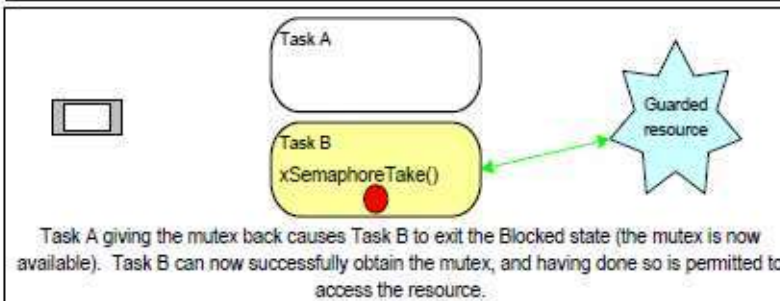 Task A
Guarded
resource
Task B
xSemaphoreTake()
Task A giving the mutex back causes Task B to exit the Blocked state (the mutex is now
available). Task B can now successfully obtain the mutex, and having done so is permitted to
access the resource.